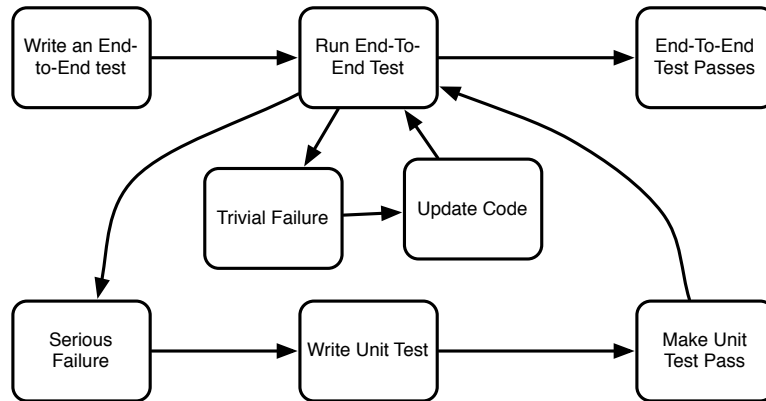 Write an End-
to-End test
Run End-To-
End Test
End-To-End
Test Passes
Trivial Failure
Update Code
Serious
Failure
Write Unit Test
Make Unit
Test Pass